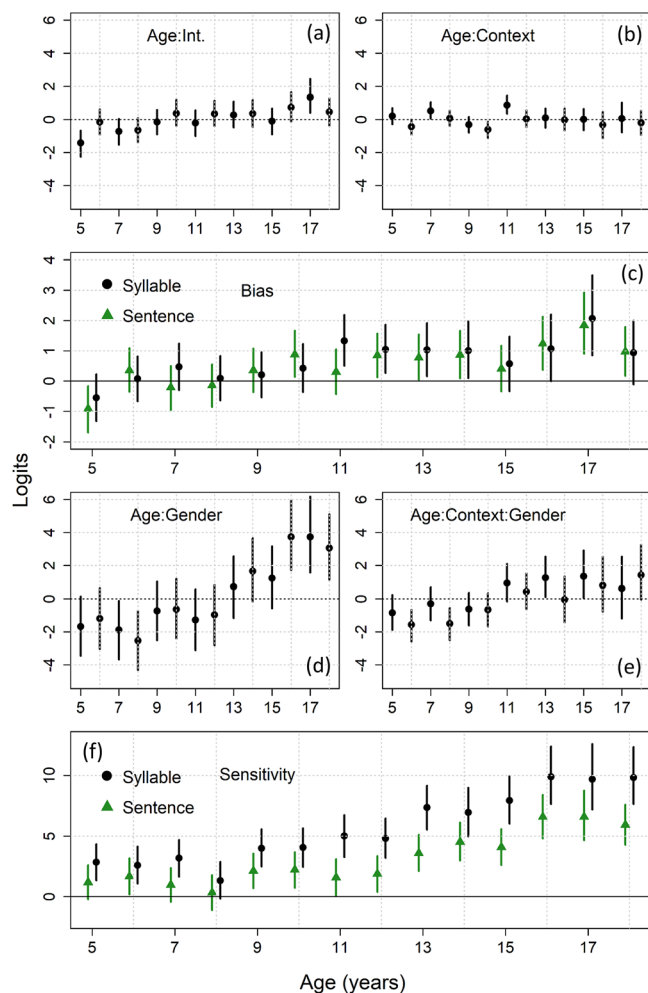 (a)
Age:Int.
6
4
2
0
-2
-4
5 7 9 11 13 15 17
(b)
Age:Context
6
4
2
0
-2
-4
5 7 9 11 13 15 17
(c)
Syllable
Sentence
Bias
4
3
2
1
0
-1
-2
5 7 9 11 13 15 17
Logits
Age:Gender
(d)
6
4
2
0
-2
-4
5 7 9 11 13 15 17
Age:Context:Gender
(e)
6
4
2
0
-2
-4
5 7 9 11 13 15 17
(f)
Syllable
Sentence
Sensitivity
10
5
0
5 7 9 11 13 15 17
Age (years)